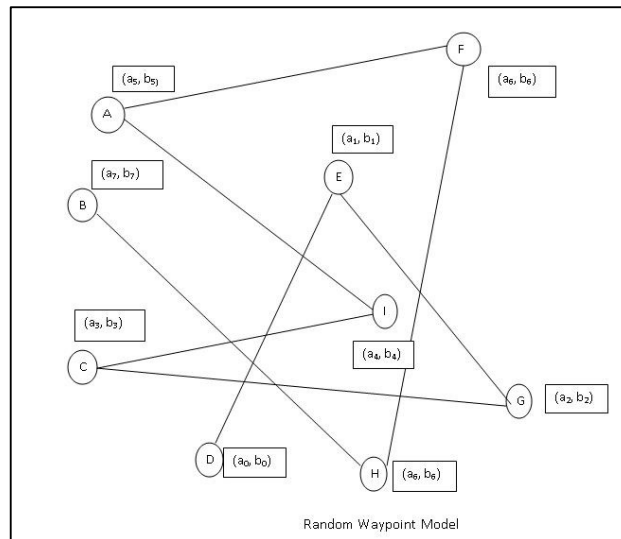 F
(a₅, b₅)
(a₆, b₆)
A
(a₁, b₁)
(a₇, b₇)
E
B
I
(a₃, b₃)
(a₄, b₄)
C
G
(a₂, b₂)
D
(a₀, b₀)
H
(a₆, b₆)
Random Waypoint Model